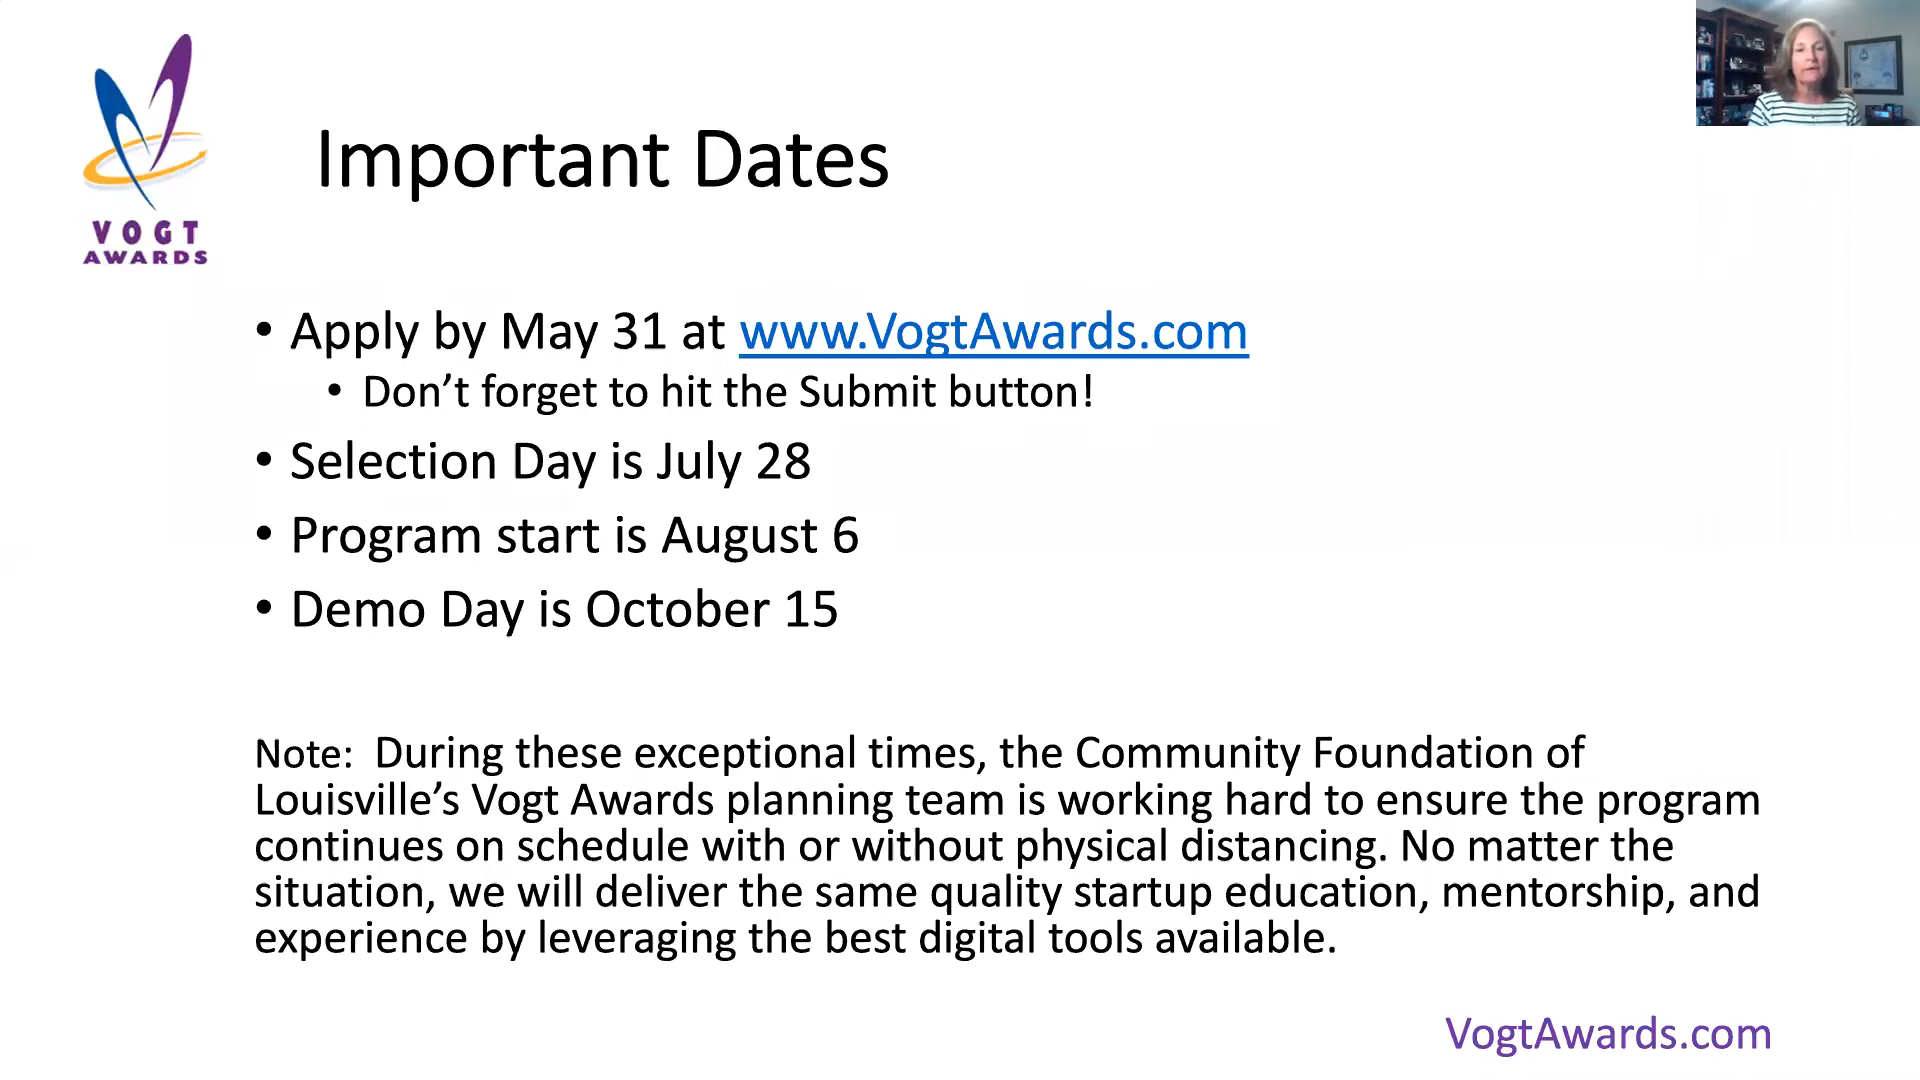 VOGT
AWARDS
Important Dates
• Apply by May 31 at www.VogtAwards.com
• Don’t forget to hit the Submit button!
• Selection Day is July 28
• Program start is August 6
• Demo Day is October 15
Note:  During these exceptional times, the Community Foundation of
Louisville’s Vogt Awards planning team is working hard to ensure the program
continues on schedule with or without physical distancing. No matter the
situation, we will deliver the same quality startup education, mentorship, and
experience by leveraging the best digital tools available.
VogtAwards.com